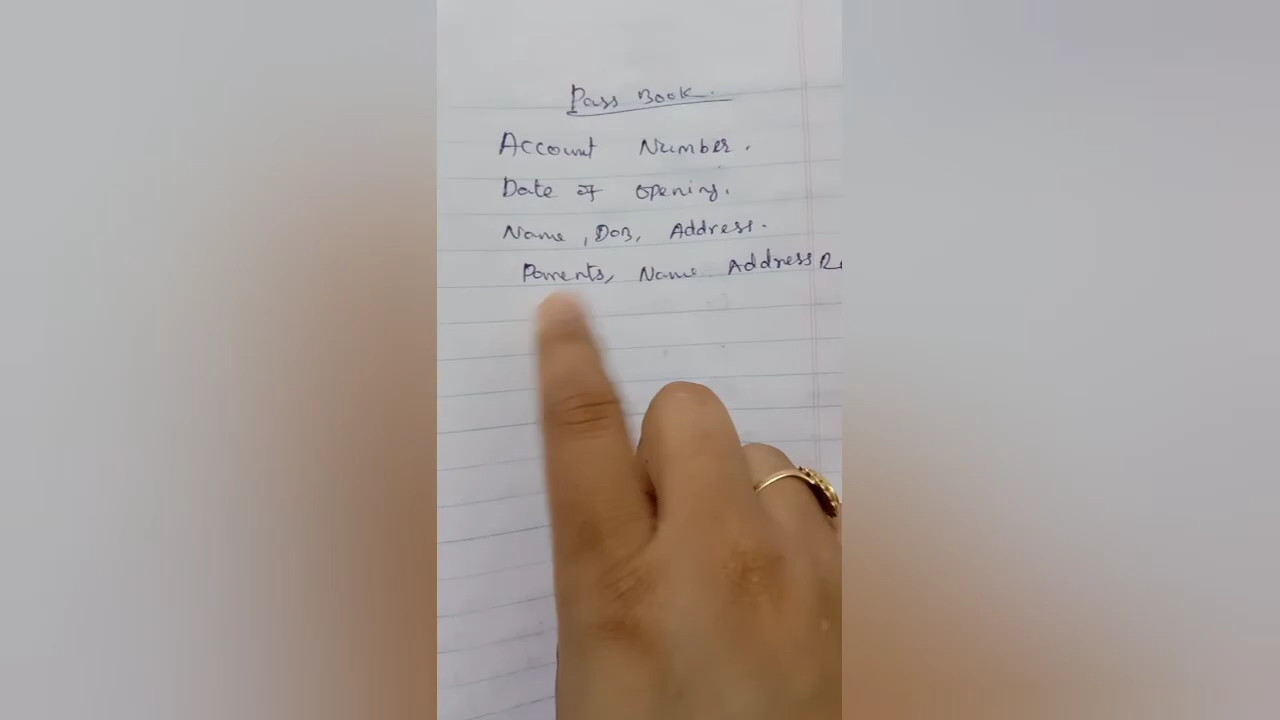 Pass Book.
Account Number.
Date of opening.
Name, DOB, Address.
Parents, Name Address